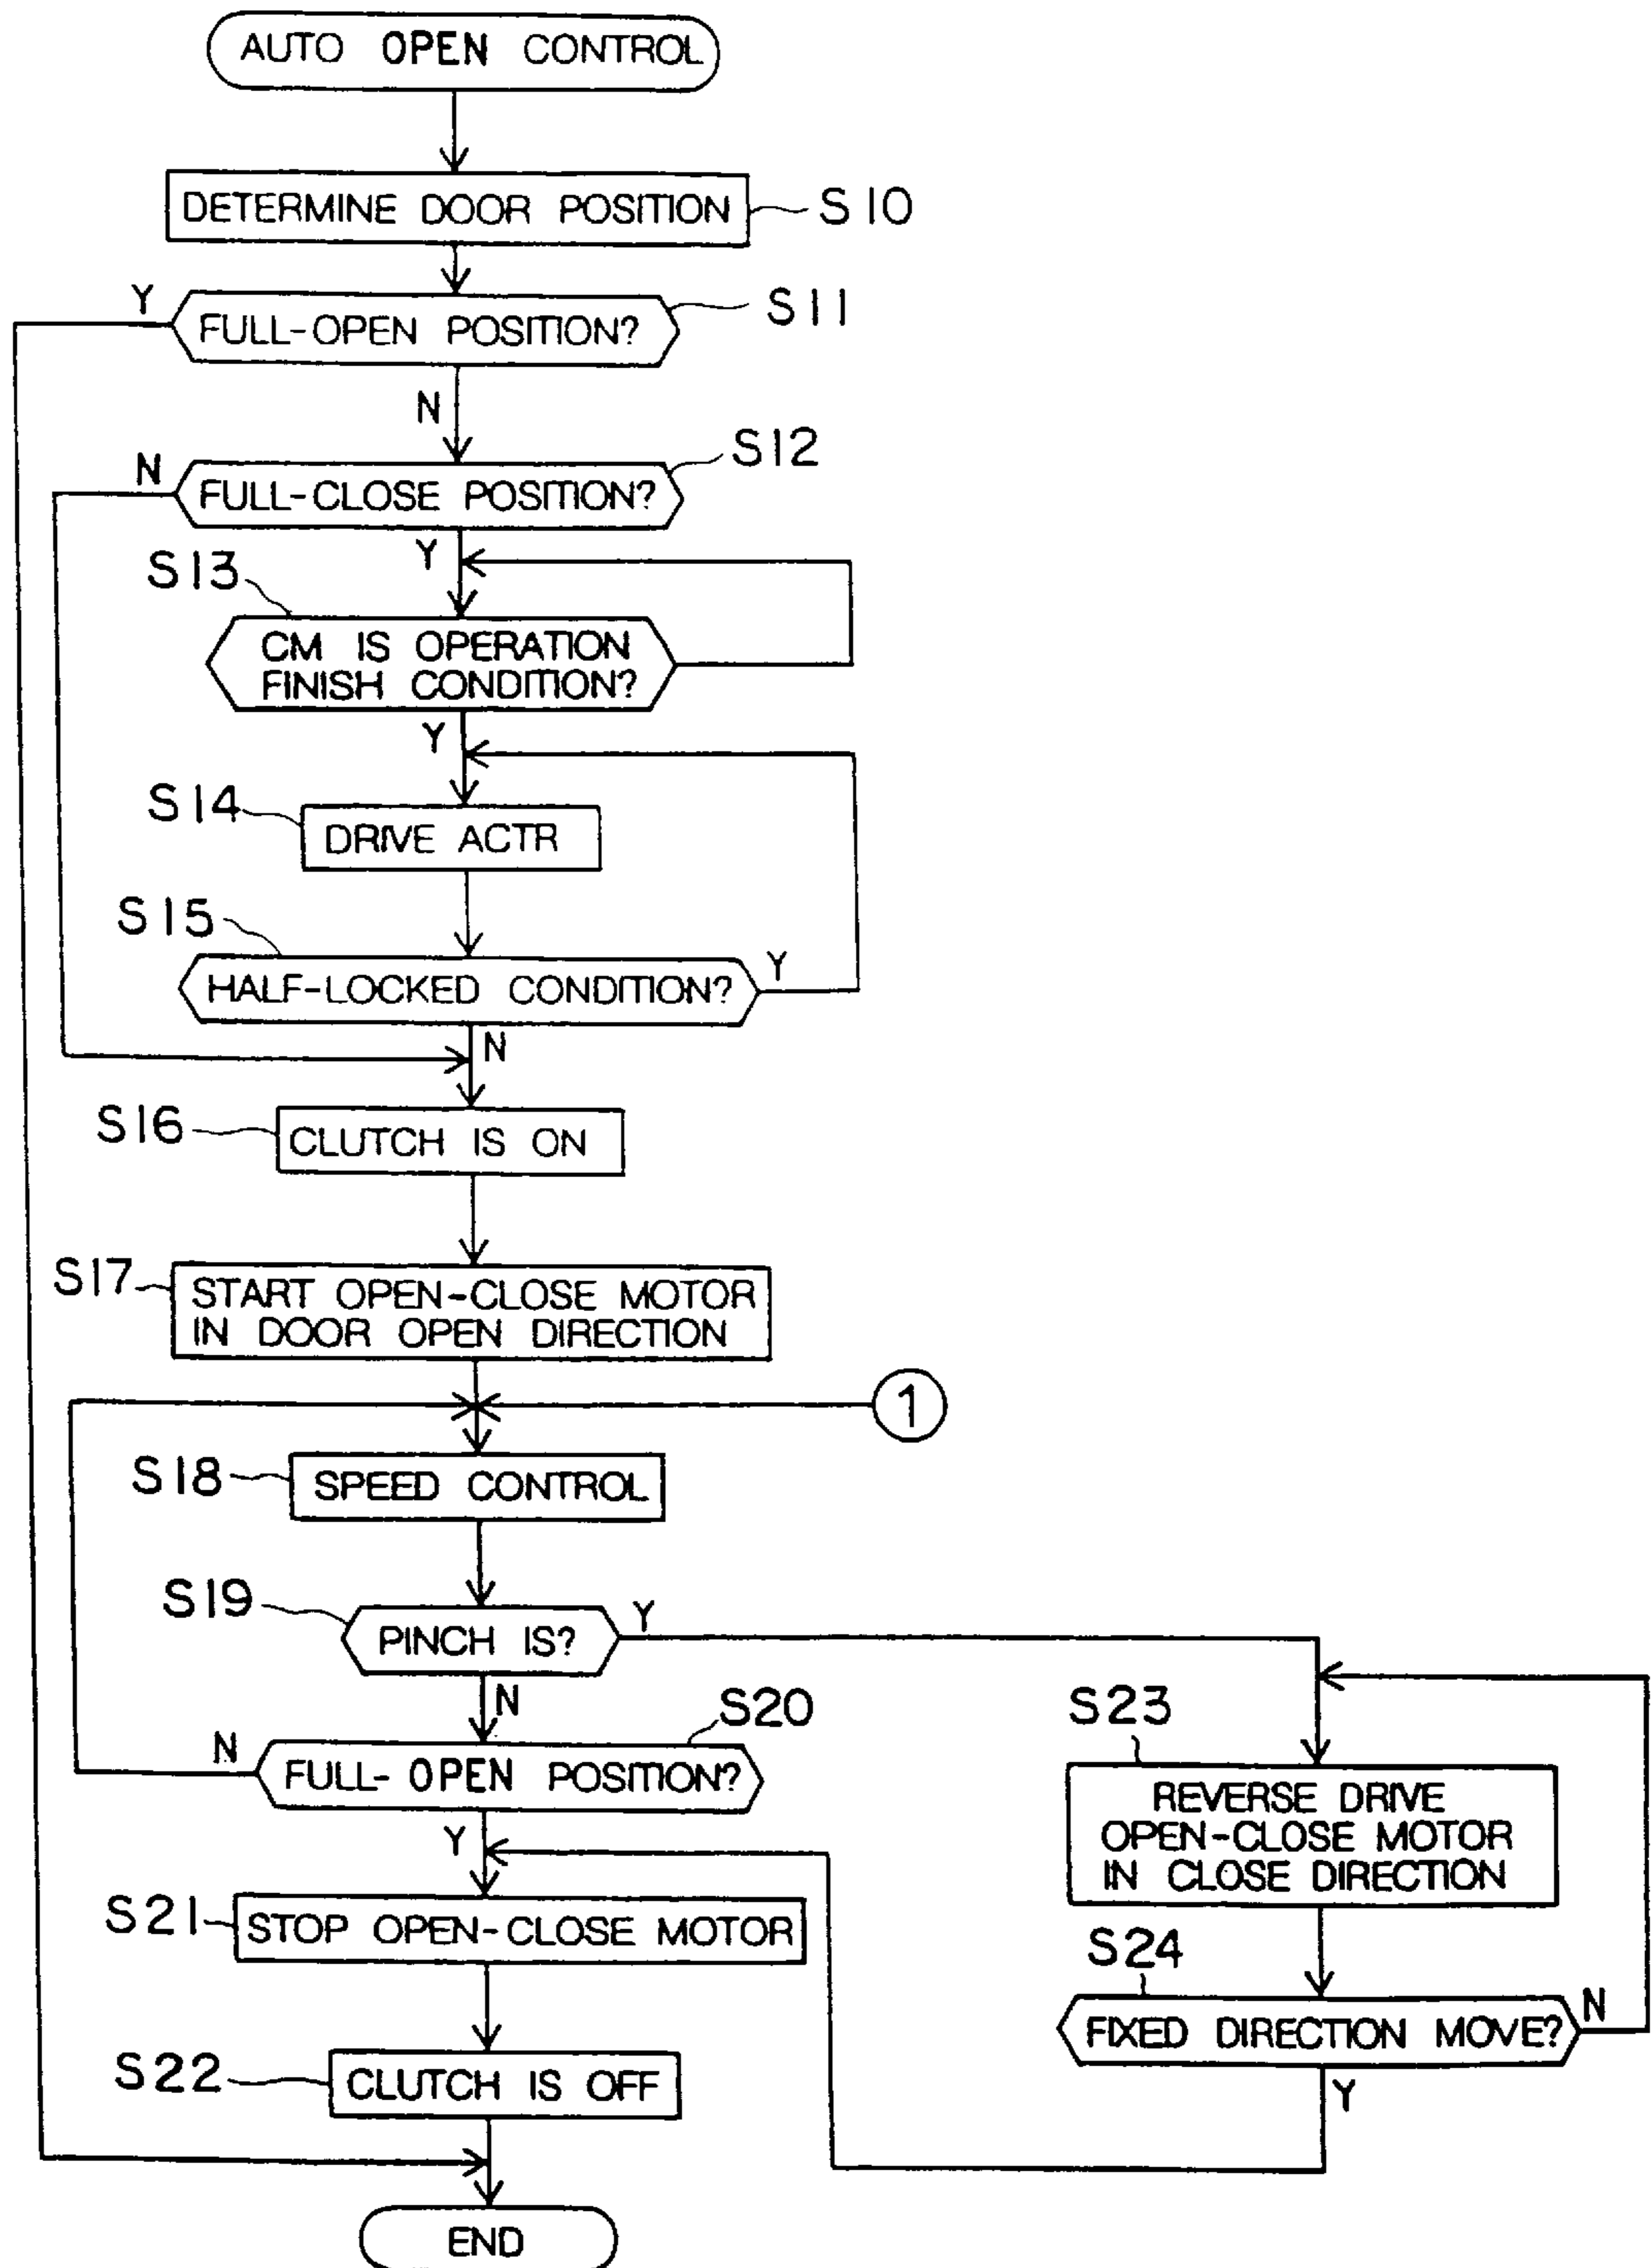 AUTO OPEN CONTROL
DETERMINE DOOR POSITION
S10
Y
FULL-OPEN POSITION?
S11
N
S12
N
FULL-CLOSE POSITION?
Y
S13
CM IS OPERATION
FINISH CONDITION?
Y
S14
DRIVE ACTR
S15
HALF-LOCKED CONDITION?
Y
N
S16
CLUTCH IS ON
S17
START OPEN-CLOSE MOTOR
IN DOOR OPEN DIRECTION
1
S18
SPEED CONTROL
S19
PINCH IS?
Y
N
S20
N
FULL- OPEN POSITION?
Y
S23
REVERSE DRIVE
OPEN-CLOSE MOTOR
IN CLOSE DIRECTION
S21
STOP OPEN-CLOSE MOTOR
S24
FIXED DIRECTION MOVE?
N
Y
S22
CLUTCH IS OFF
END